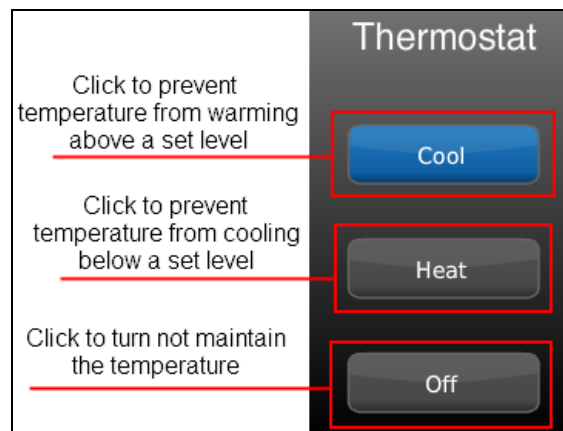 Thermostat
Click to prevent
temperature from warming
above a set level
Cool
Click to prevent
temperature from cooling
below a set level
Heat
Click to turn not maintain
the temperature
Off